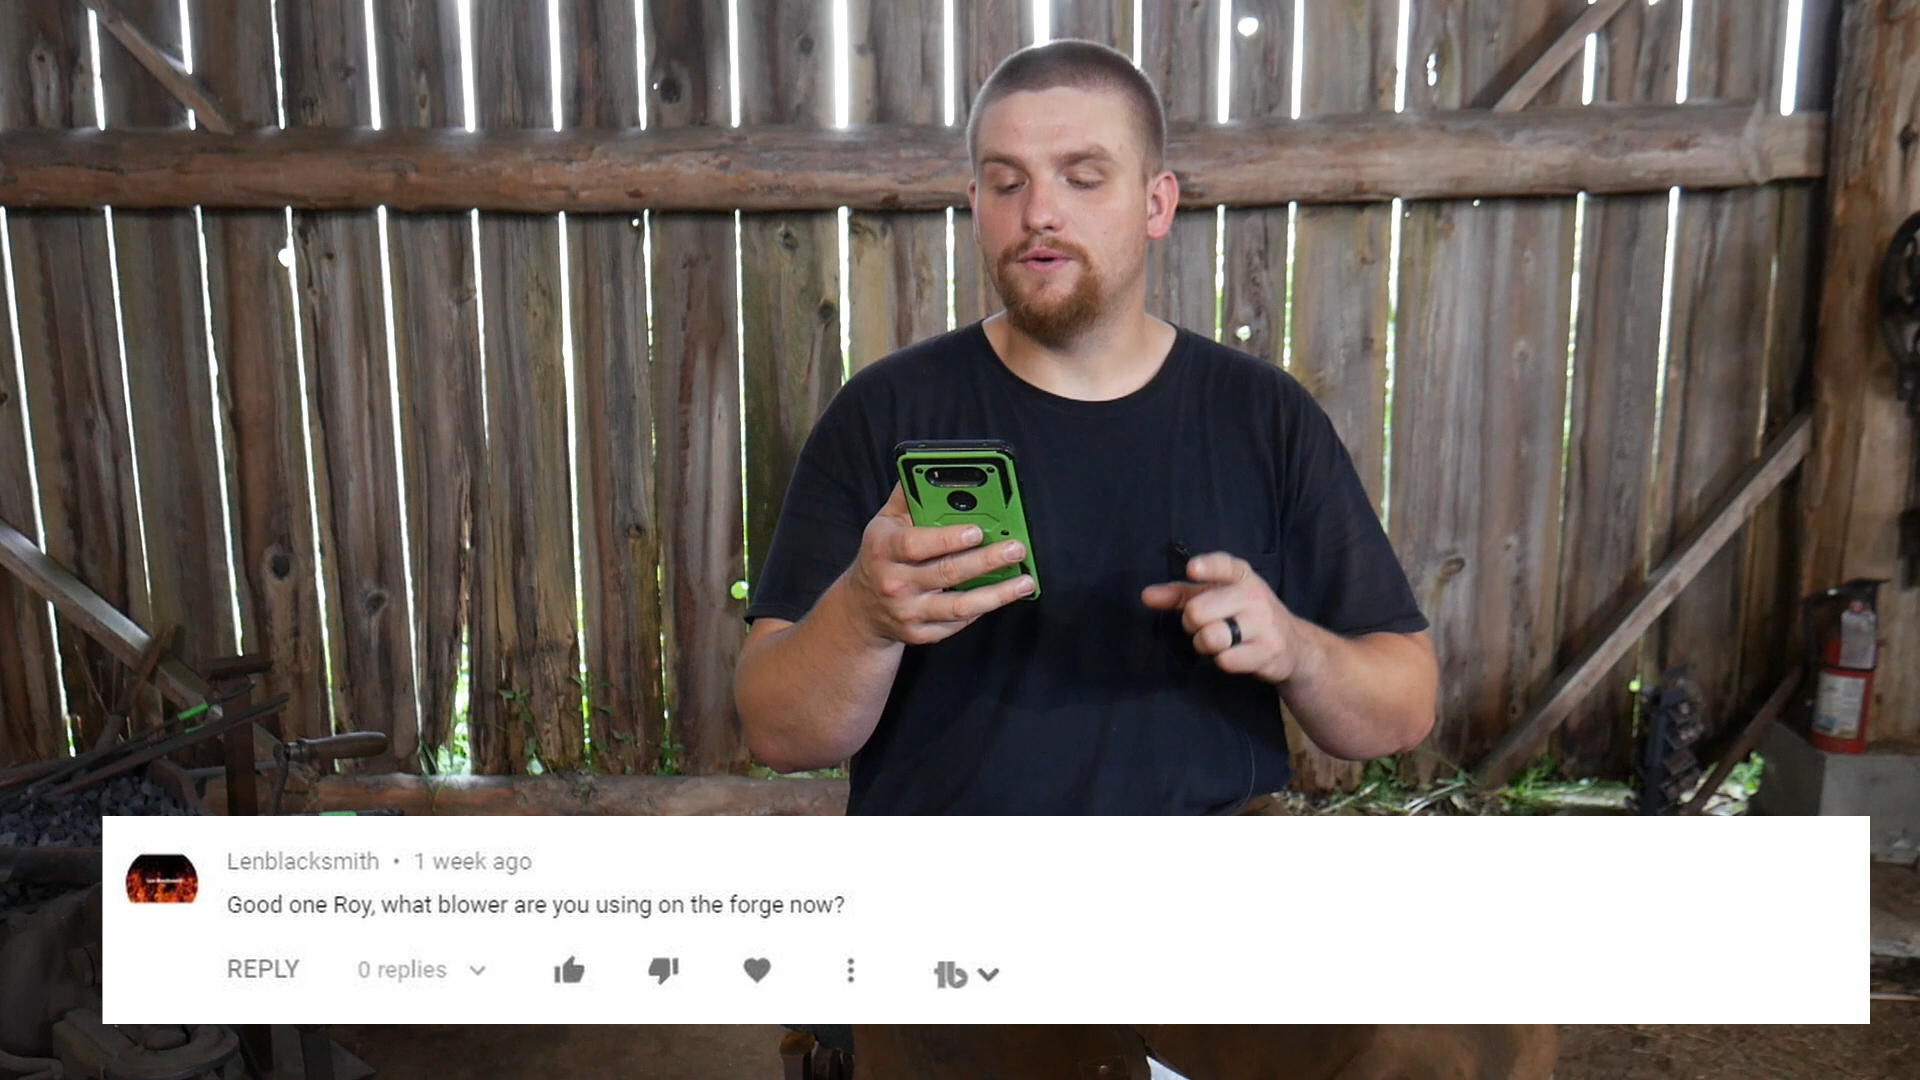 Lenblacksmith • 1 week ago
Good one Roy, what blower are you using on the forge now?
REPLY 0 replies